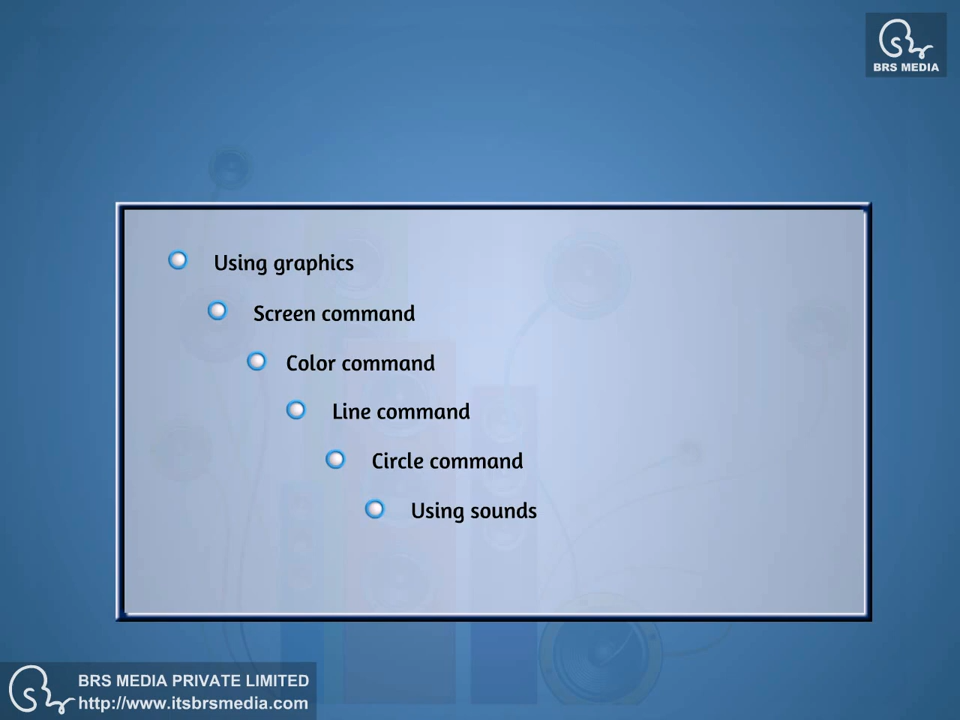 BRS MEDIA
Using graphics
Screen command
Color command
Line command
Circle command
Using sounds
BRS MEDIA PRIVATE LIMITED
http://www.itsbrsmedia.com